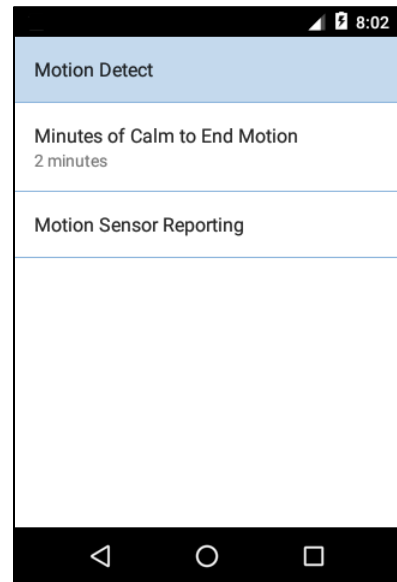 8:02
Motion Detect
Minutes of Calm to End Motion
2 minutes
Motion Sensor Reporting